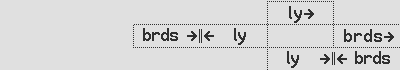 ly→
brds →‖← ly brds→
ly →‖← brds